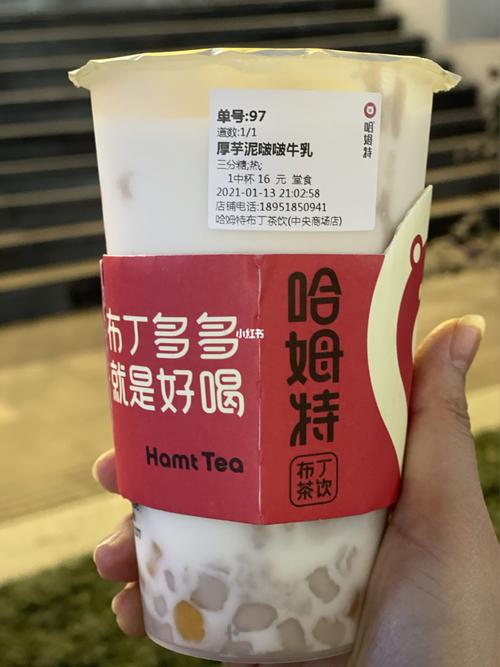 单号:97
道数:1/1
厚芋泥啵啵牛乳
三分糖;热;
1中杯 16 元 堂食
2021-01-13 21:02:58
店铺电话:18951850941
哈姆特布丁茶饮(中央商场店)
哈姆特
布丁多多
就是好喝
Hamt Tea
哈姆特
布丁
茶饮
小红书